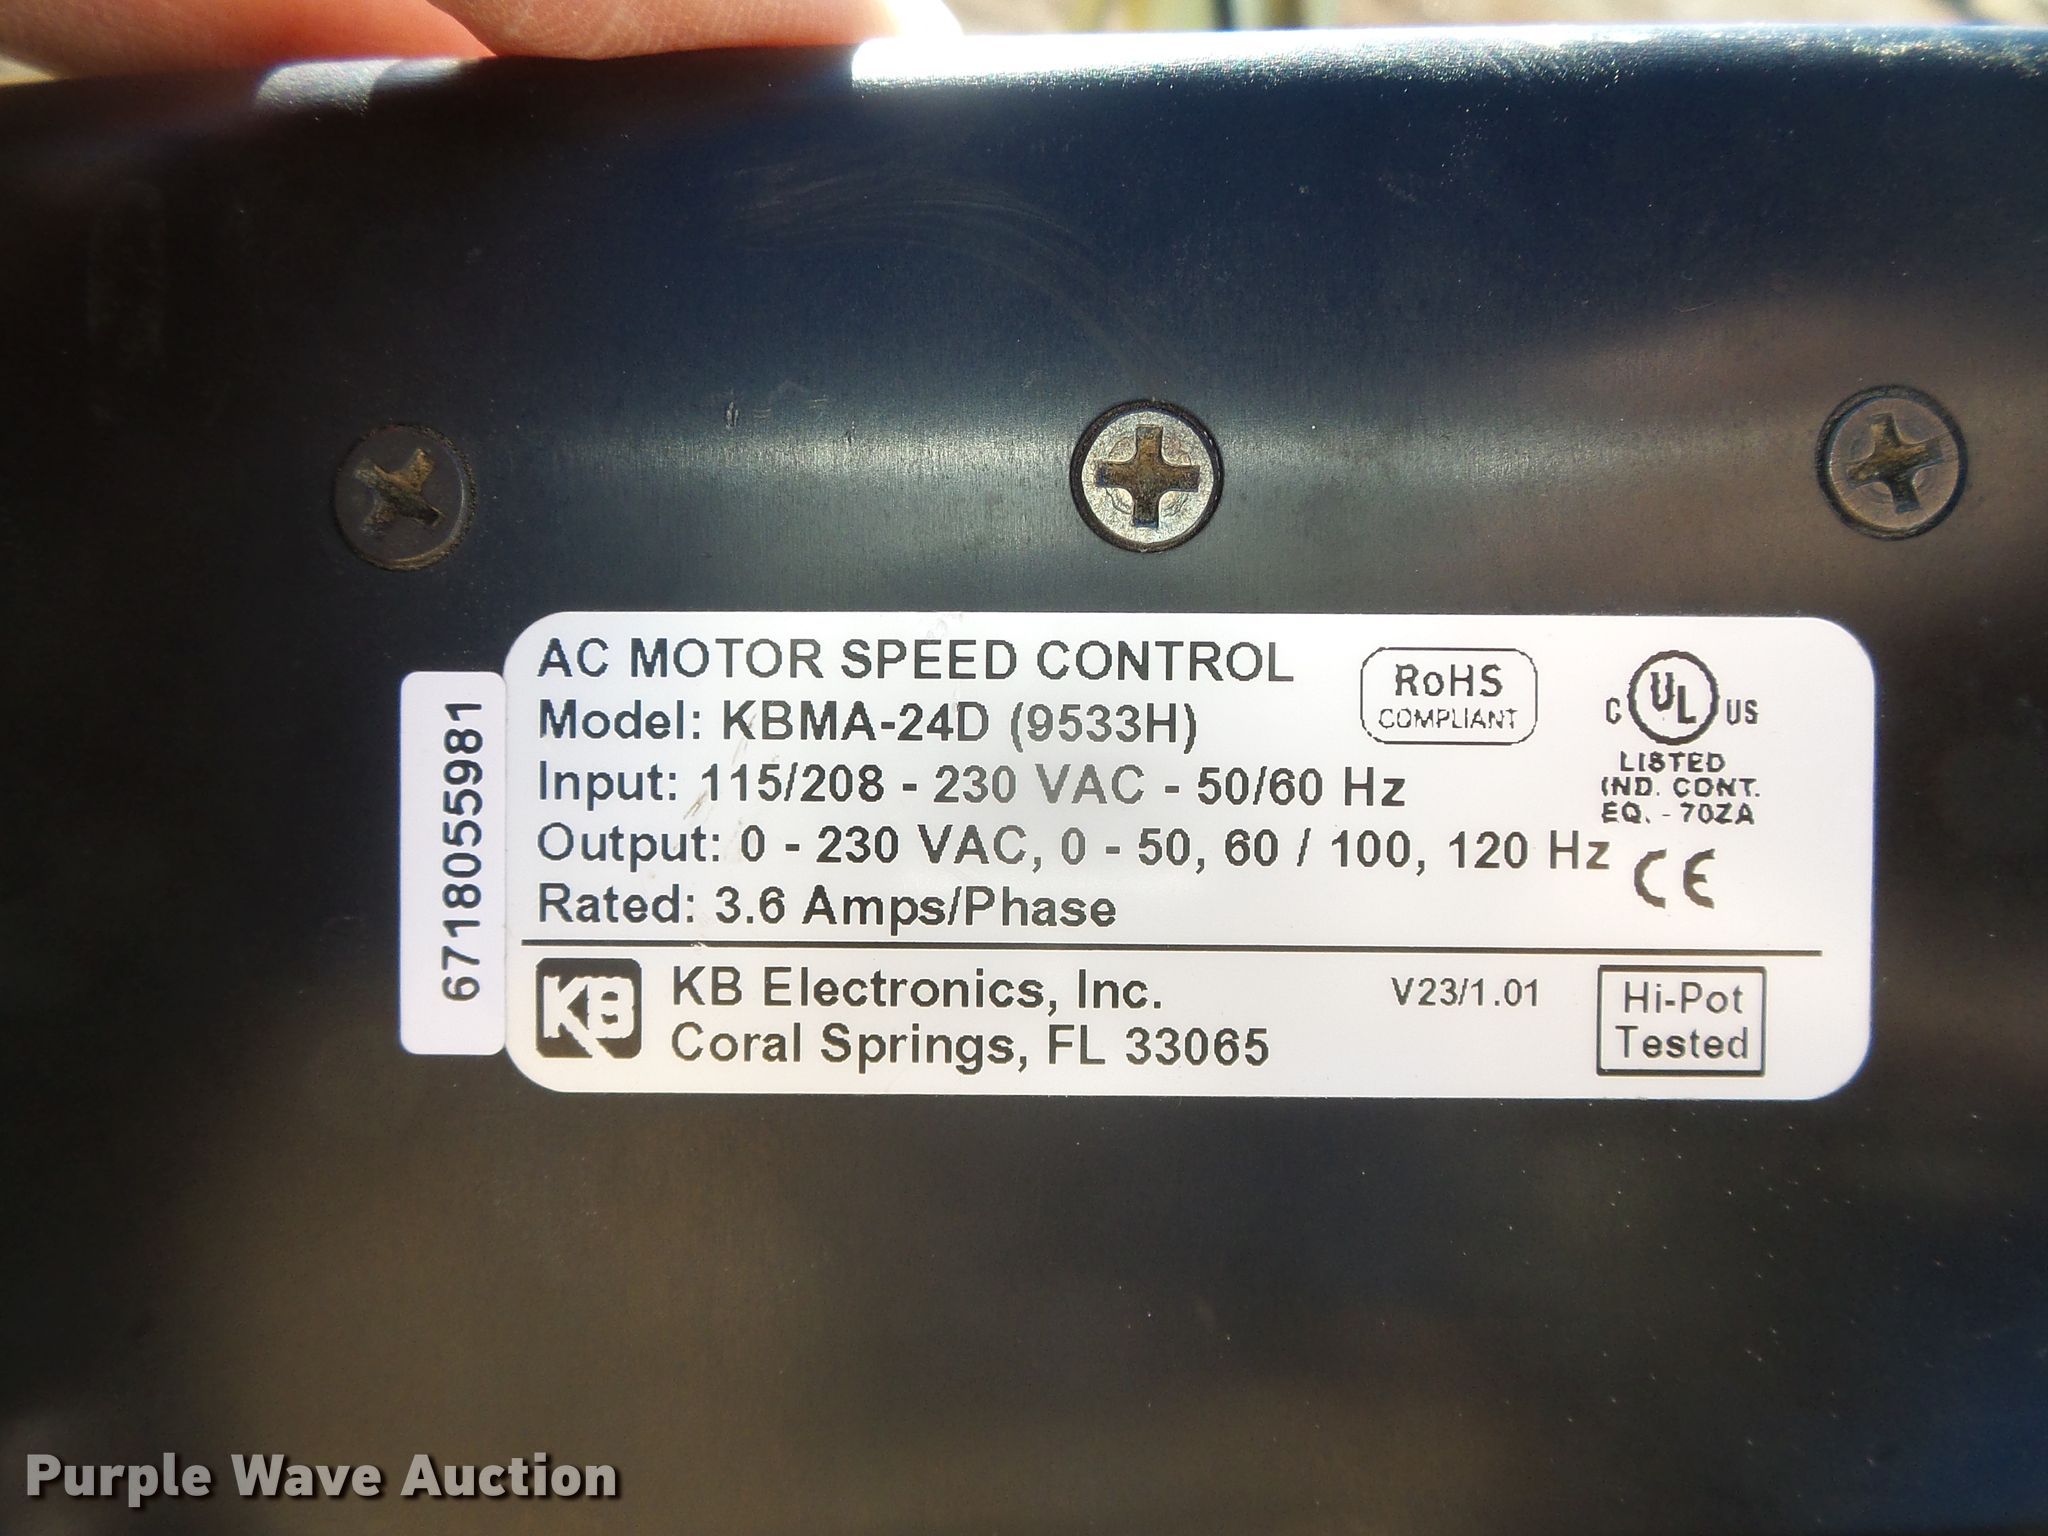 AC MOTOR SPEED CONTROL
Model: KBMA-24D (9533H)
Input: 115/208 - 230 VAC - 50/60 Hz
Output: 0 - 230 VAC, 0 - 50, 60 / 100, 120 Hz
Rated: 3.6 Amps/Phase
RoHS
COMPLIANT
C UL US
LISTED
IND. CONT.
EQ. - 70ZA
CE
6718055981
KB
KB Electronics, Inc.
Coral Springs, FL 33065
V23/1.01
Hi-Pot
Tested
Purple Wave Auction